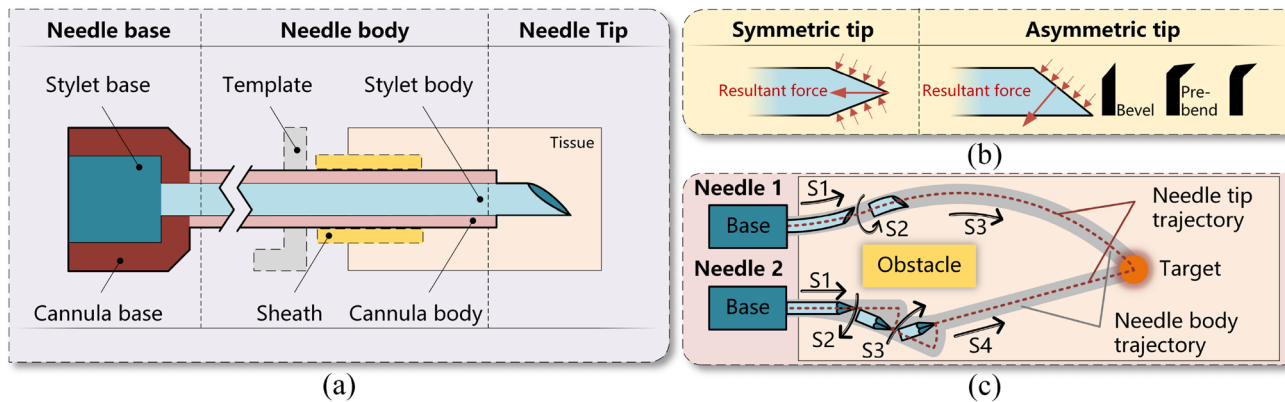 Needle base
Needle body
Needle Tip
Stylet base
Template
Stylet body
Tissue
Cannula base
Sheath
Cannula body
(a)
Symmetric tip
Asymmetric tip
Resultant force
Resultant force
Bevel
Pre-
bend
(b)
Needle 1
S1
Base
S2
S3
Needle tip
trajectory
Needle 2
Obstacle
S1
Target
Base
S2
S3
S4
Needle body
trajectory
(c)